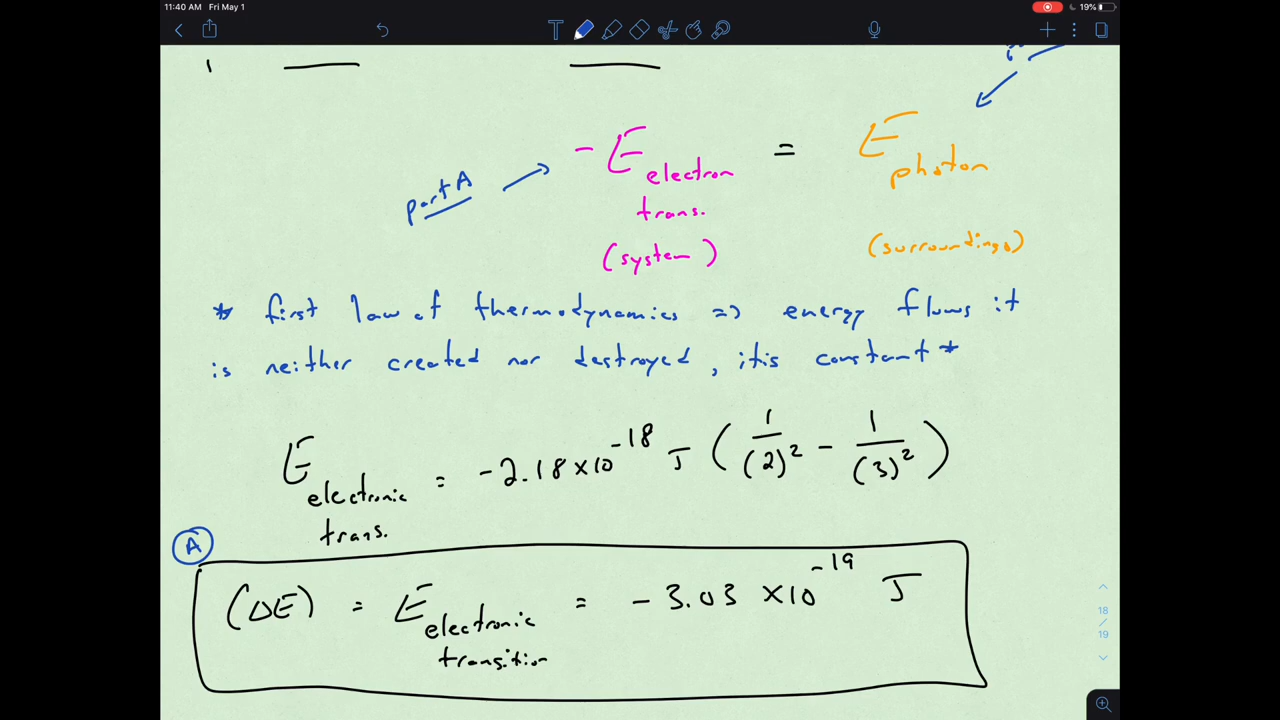 11:40 AM Fri May 1
19%
T
part A
-E electron trans. (system) = E photon (surroundings)
* first law of thermodynamics => energy flows it
is neither created nor destroyed, it is constant *
E electronic trans. = -2.18 x 10^-18 J (1/(2)^2 - 1/(3)^2)
A
(ΔE) = E electronic transition = -3.03 x 10^-19 J
18
/
19